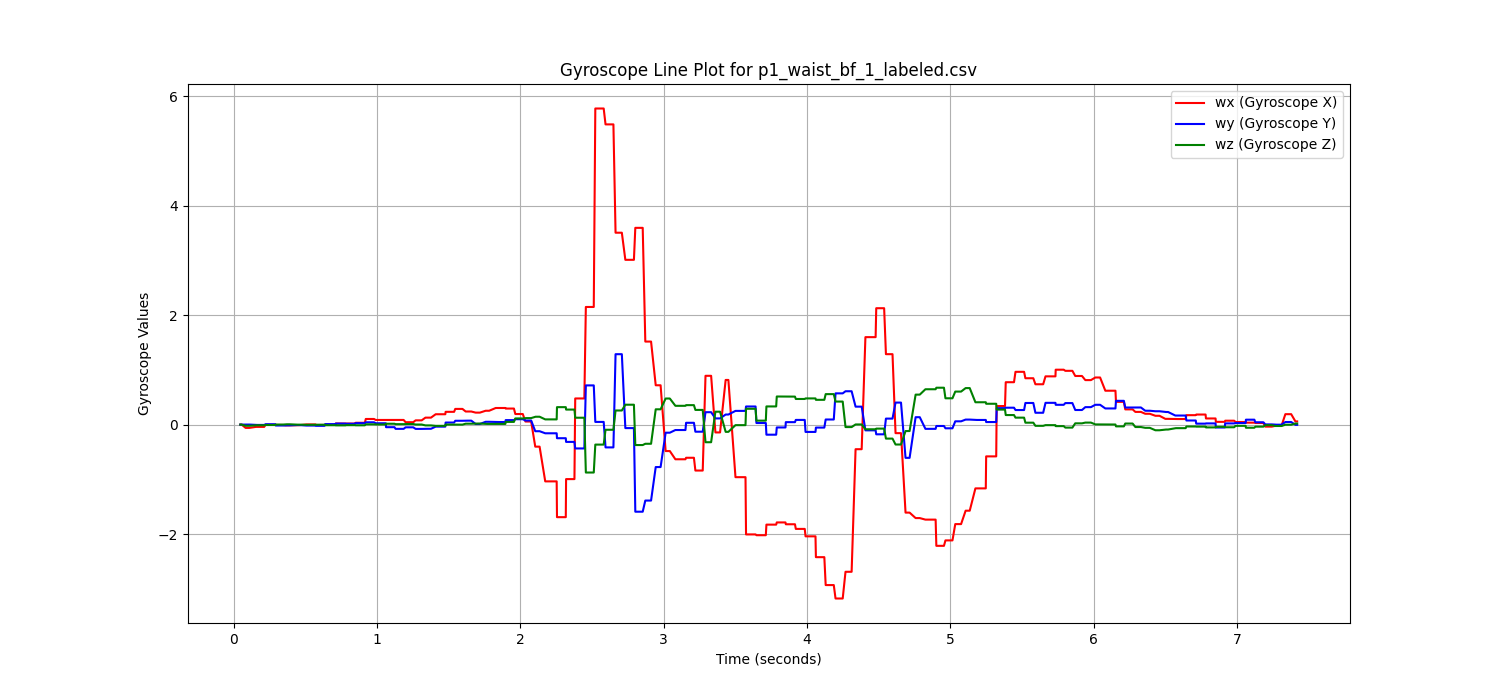 Gyroscope Line Plot for p1_waist_bf_1_labeled.csv
wx (Gyroscope X)
wy (Gyroscope Y)
wz (Gyroscope Z)
Gyroscope Values
6
4
2
0
−2
0 1 2 3 4 5 6 7
Time (seconds)